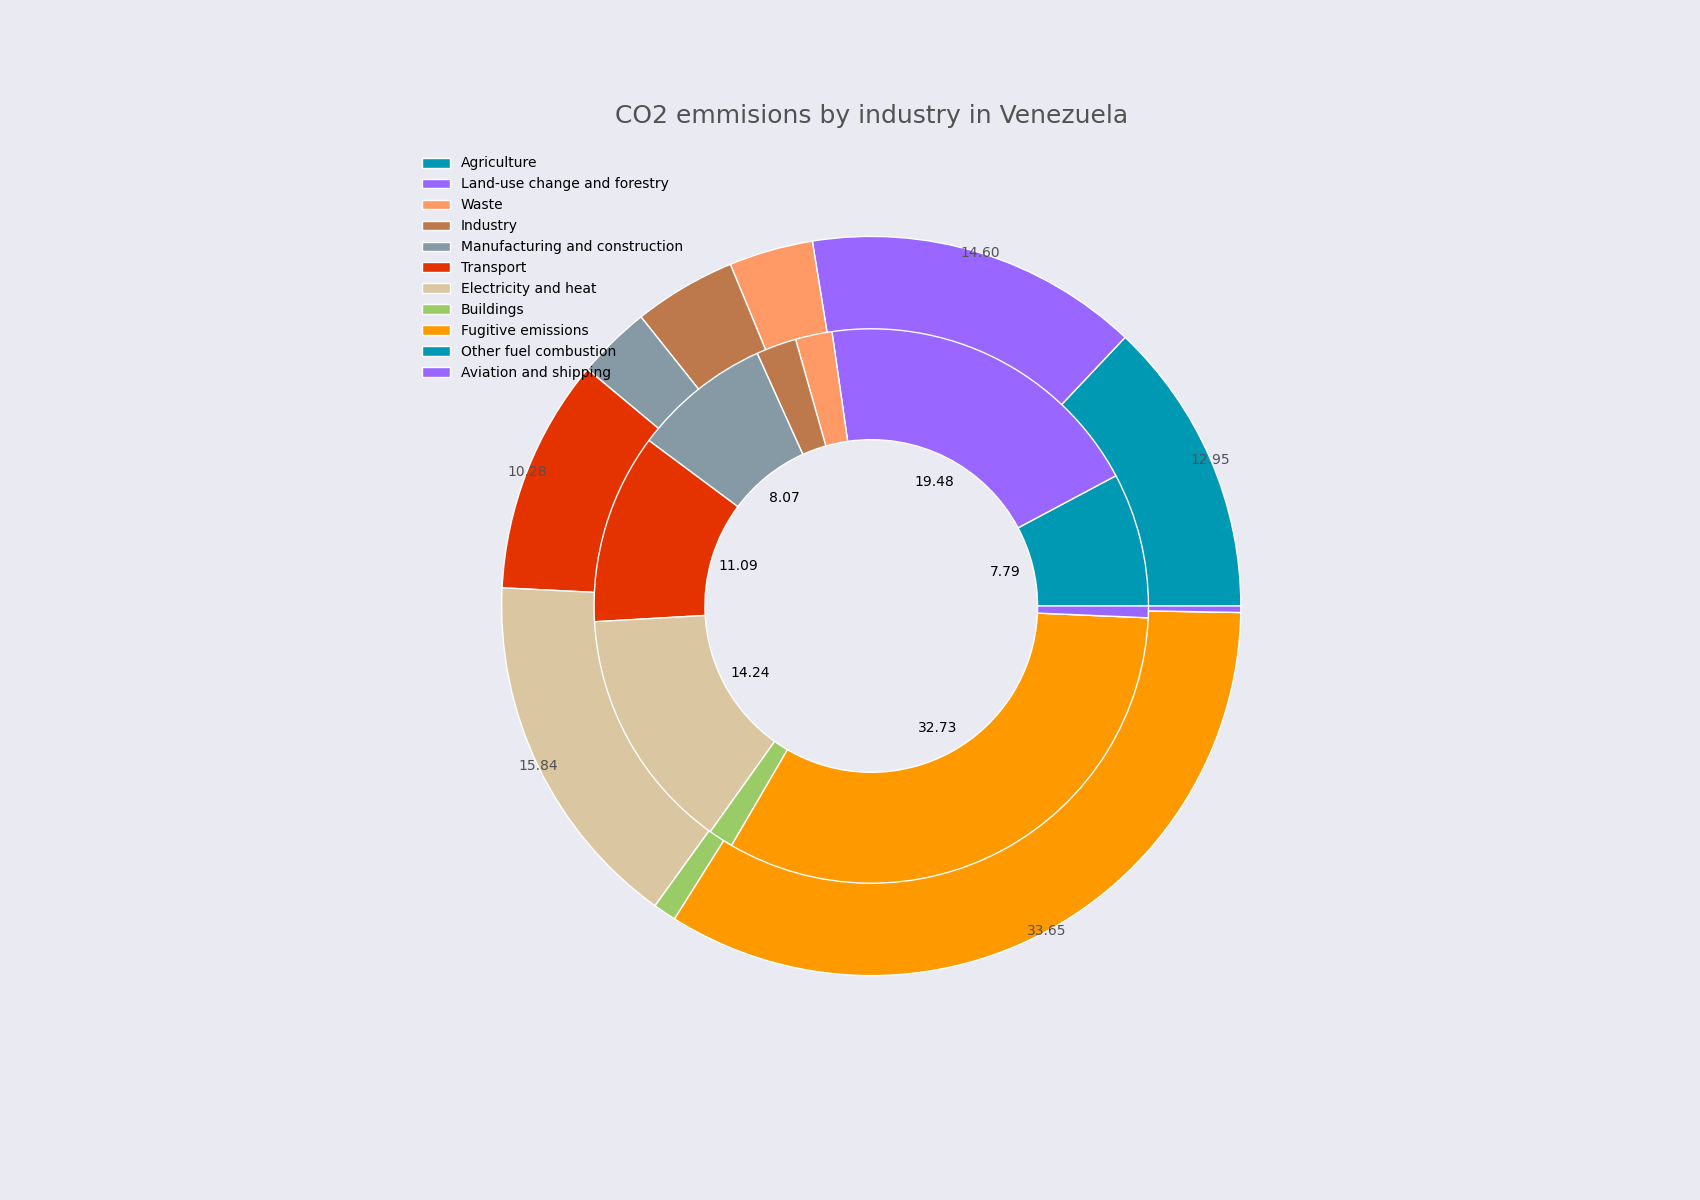 CO2 emmisions by industry in Venezuela
Agriculture
Land-use change and forestry
Waste
Industry
Manufacturing and construction
Transport
Electricity and heat
Buildings
Fugitive emissions
Other fuel combustion
Aviation and shipping
14.60
12.95
10.28
19.48
8.07
11.09
7.79
14.24
32.73
15.84
33.65